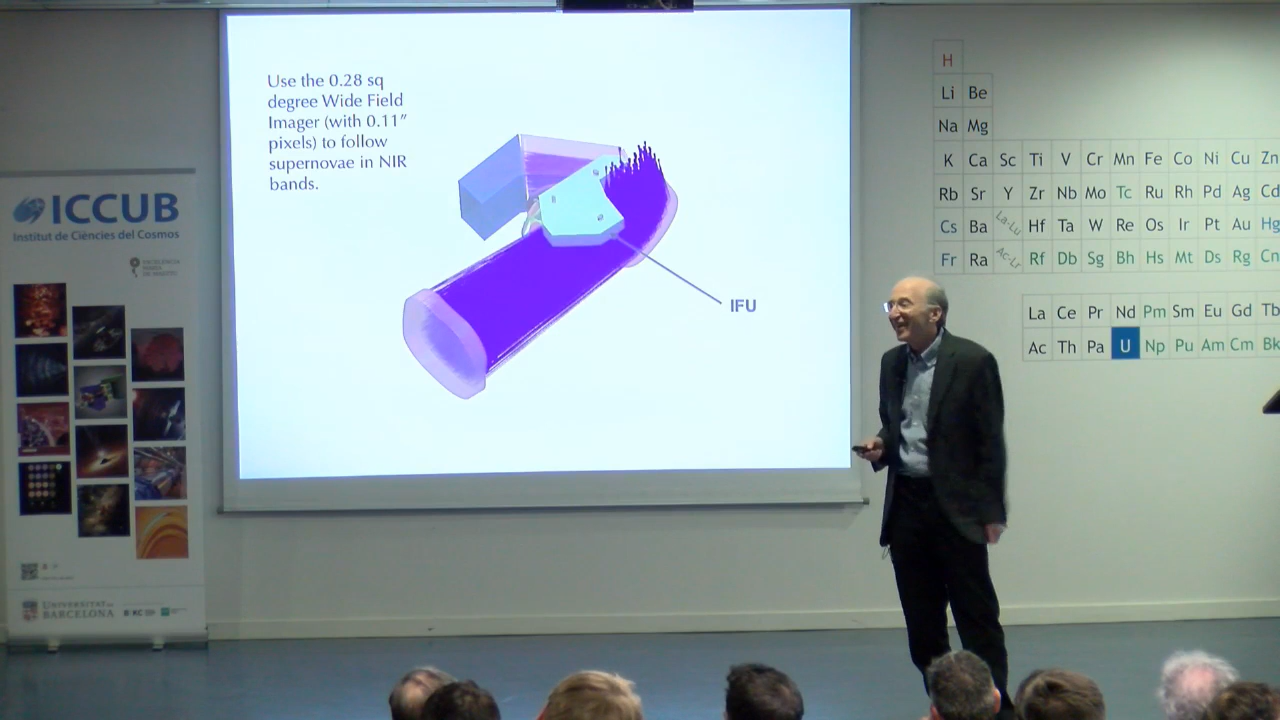 Use the 0.28 sq
degree Wide Field
Imager (with 0.11″
pixels) to follow
supernovae in NIR
bands.
IFU
ICCUB
Institut de Ciències del Cosmos
UNIVERSITAT DE
BARCELONA
H
Li Be
Na Mg
K Ca Sc Ti V Cr Mn Fe Co Ni Cu Zn
Rb Sr Y Zr Nb Mo Tc Ru Rh Pd Ag Cd
Cs Ba La-Lu Hf Ta W Re Os Ir Pt Au Hg
Fr Ra Ac-Lr Rf Db Sg Bh Hs Mt Ds Rg Cn
La Ce Pr Nd Pm Sm Eu Gd Tb
Ac Th Pa U Np Pu Am Cm Bk